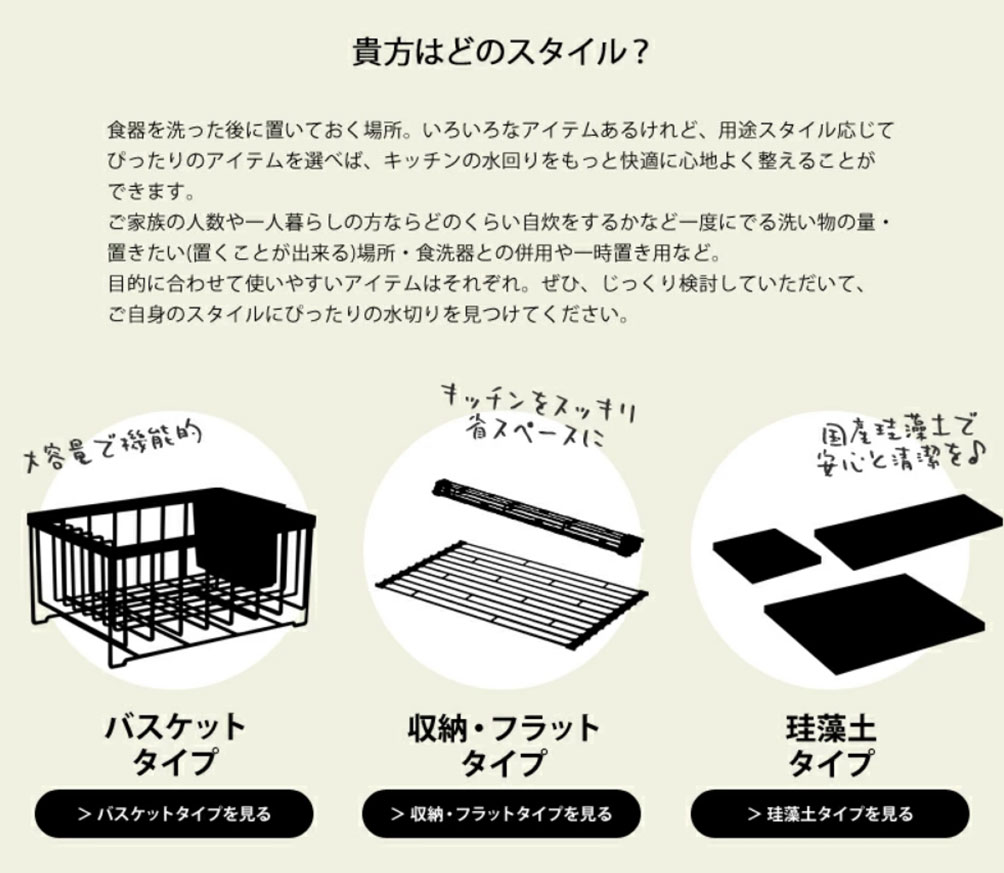 貴方はどのスタイル？
食器を洗った後に置いておく場所。いろいろなアイテムあるけれど、用途スタイル応じて
ぴったりのアイテムを選べば、キッチンの水回りをもっと快適に心地よく整えることが
できます。
ご家族の人数や一人暮らしの方ならどのくらい自炊をするかなど一度にでる洗い物の量・
置きたい(置くことが出来る)場所・食洗器との併用や一時置き用など。
目的に合わせて使いやすいアイテムはそれぞれ。ぜひ、じっくり検討していただいて、
ご自身のスタイルにぴったりの水切りを見つけてください。
大容量で機能的
キッチンをスッキリ
省スペースに
国産珪藻土で
安心と清潔を♪
バスケット
タイプ
収納・フラット
タイプ
珪藻土
タイプ
＞バスケットタイプを見る
＞収納・フラットタイプを見る
＞珪藻土タイプを見る